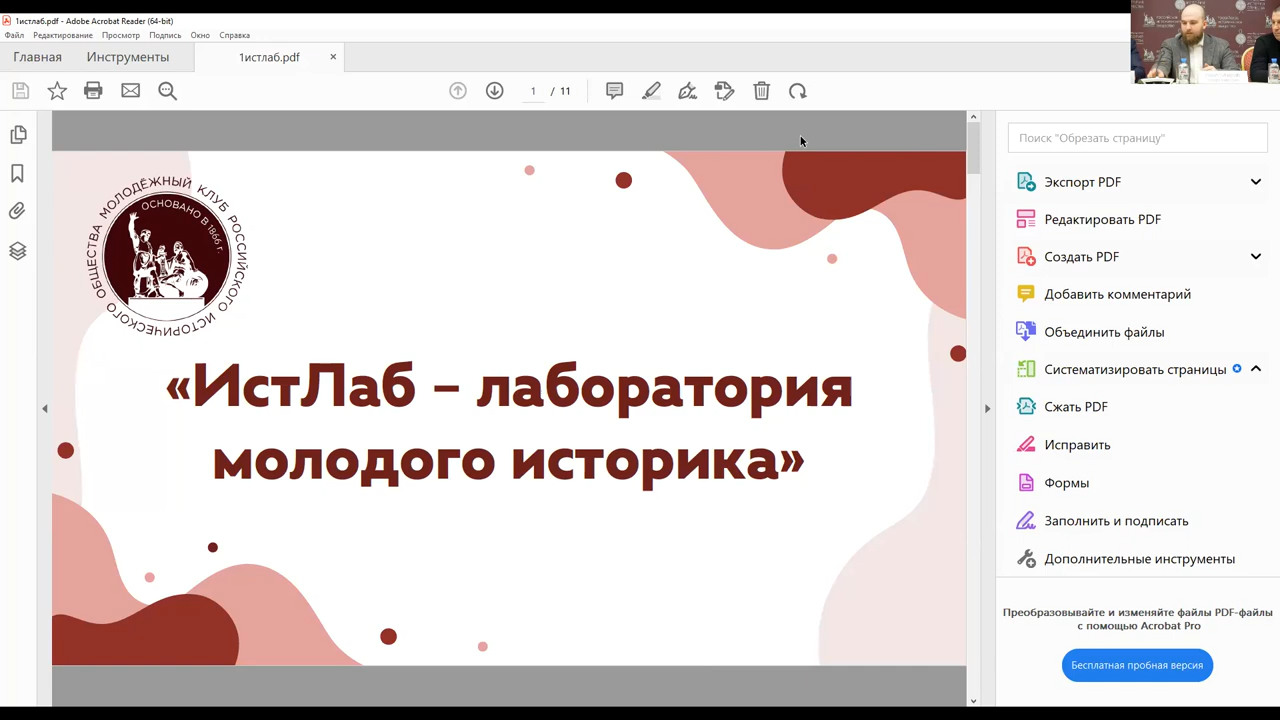 1истлаб.pdf - Adobe Acrobat Reader (64-bit)
Файл Редактирование Просмотр Подпись Окно Справка
Главная Инструменты 1истлаб.pdf ×
1 / 11
Поиск "Обрезать страницу"
Экспорт PDF
Редактировать PDF
Создать PDF
Добавить комментарий
Объединить файлы
Систематизировать страницы
Сжать PDF
Исправить
Формы
Заполнить и подписать
Дополнительные инструменты
Преобразовывайте и изменяйте файлы PDF-файлы
с помощью Acrobat Pro
Бесплатная пробная версия
МОЛОДЁЖНЫЙ КЛУБ РОССИЙСКОГО ИСТОРИЧЕСКОГО ОБЩЕСТВА
ОСНОВАНО В 1866 г.
«ИстЛаб – лаборатория
молодого историка»